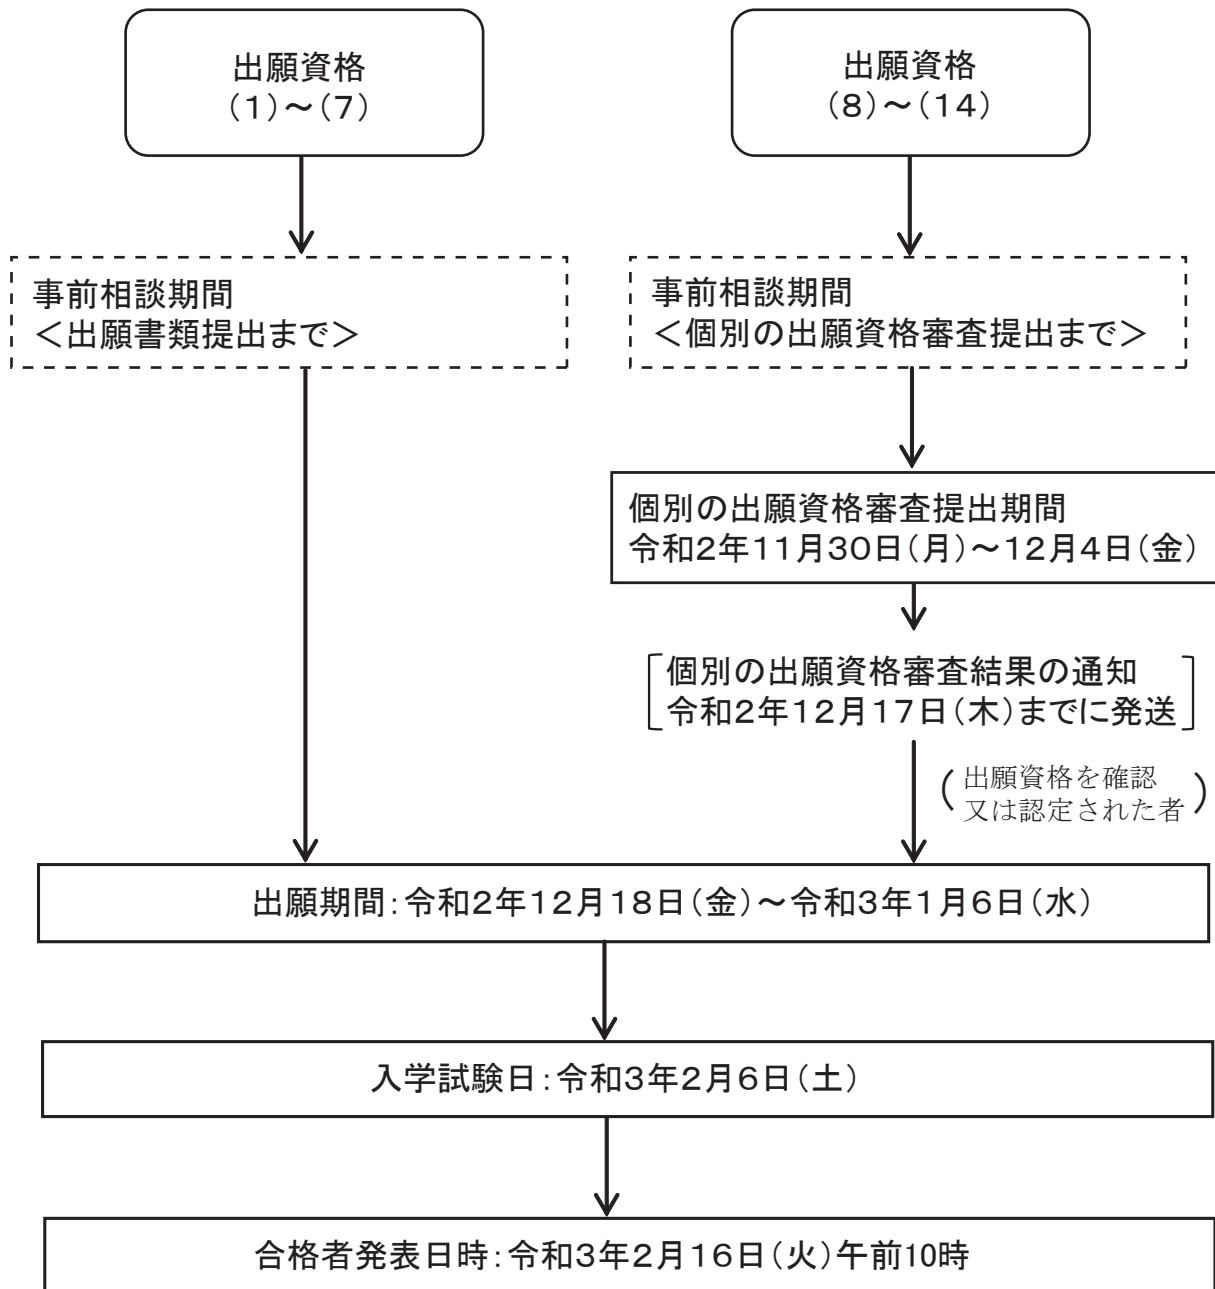 出願資格
(１)～(７)
出願資格
(８)～(１４)
事前相談期間
＜出願書類提出まで＞
事前相談期間
＜個別の出願資格審査提出まで＞
個別の出願資格審査提出期間
令和２年１１月３０日(月)～１２月４日(金)
個別の出願資格審査結果の通知
令和２年１２月１７日(木)までに発送
(出願資格を確認
又は認定された者)
出願期間:令和２年１２月１８日(金)～令和３年１月６日(水)
入学試験日:令和３年２月６日(土)
合格者発表日時:令和３年２月１６日(火)午前10時